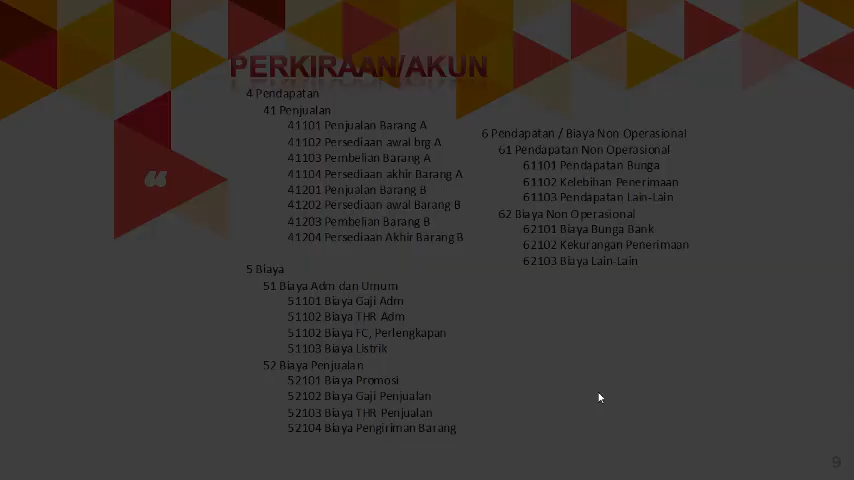 PERKIRAAN/AKUN
4 Pendapatan
41 Penjualan
41101 Penjualan Barang A
41102 Persediaan awal brg A
41103 Pembelian Barang A
41104 Persediaan akhir Barang A
41201 Penjualan Barang B
41202 Persediaan awal Barang B
41203 Pembelian Barang B
41204 Persediaan Akhir Barang B
5 Biaya
51 Biaya Adm dan Umum
51101 Biaya Gaji Adm
51102 Biaya THR Adm
51102 Biaya FC, Perlengkapan
51103 Biaya Listrik
52 Biaya Penjualan
52101 Biaya Promosi
52102 Biaya Gaji Penjualan
52103 Biaya THR Penjualan
52104 Biaya Pengiriman Barang
6 Pendapatan / Biaya Non Operasional
61 Pendapatan Non Operasional
61101 Pendapatan Bunga
61102 Kelebihan Penerimaan
61103 Pendapatan Lain-Lain
62 Biaya Non Operasional
62101 Biaya Bunga Bank
62102 Kekurangan Penerimaan
62103 Biaya Lain-Lain
9